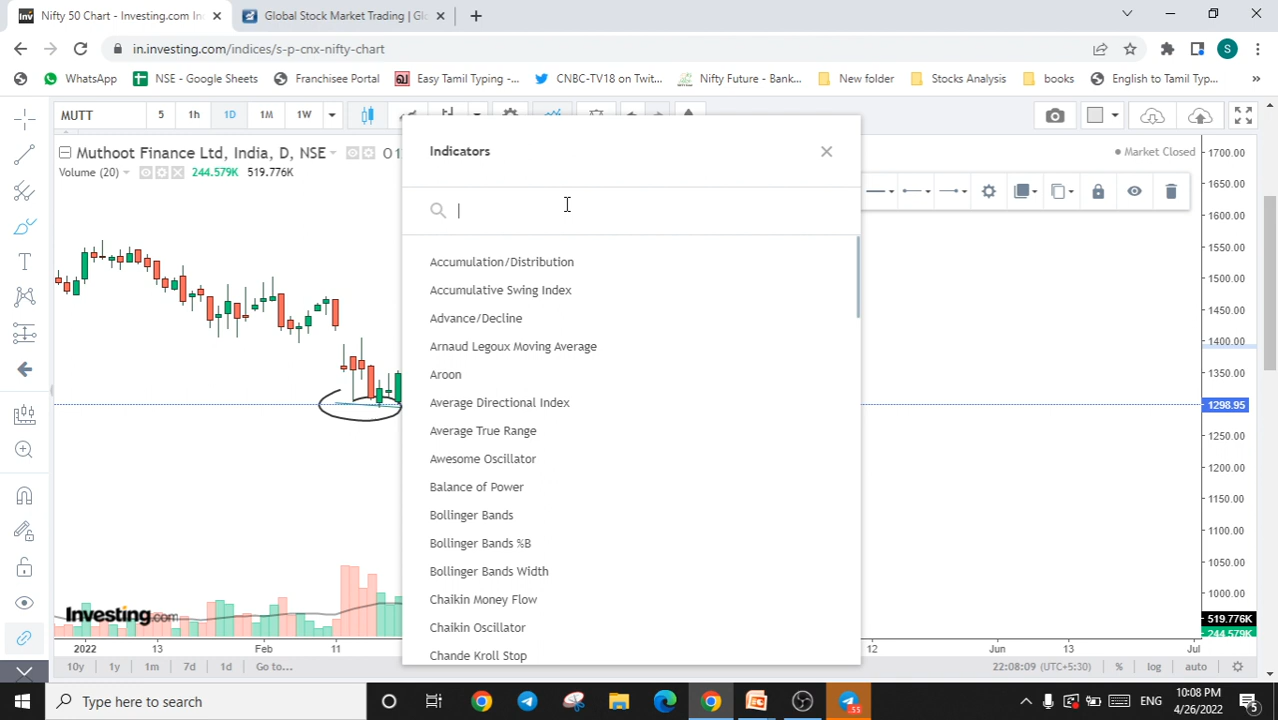 Nifty 50 Chart - Investing.com In
Global Stock Market Trading | Gl
in.investing.com/indices/s-p-cnx-nifty-chart
WhatsApp
NSE - Google Sheets
Franchisee Portal
Easy Tamil Typing -...
CNBC-TV18 on Twit...
Nifty Future - Bank...
New folder
Stocks Analysis
books
English to Tamil Typ...
»
MUTT 5 1h 1D 1M 1W
Muthoot Finance Ltd, India, D, NSE O1
Market Closed
Volume (20) 244.579K 519.776K
Indicators
Accumulation/Distribution
Accumulative Swing Index
Advance/Decline
Arnaud Legoux Moving Average
Aroon
Average Directional Index
Average True Range
Awesome Oscillator
Balance of Power
Bollinger Bands
Bollinger Bands %B
Bollinger Bands Width
Chaikin Money Flow
Chaikin Oscillator
Chande Kroll Stop
1700.00
1650.00
1600.00
1550.00
1500.00
1450.00
1400.00
1350.00
1298.95
1250.00
1200.00
1150.00
1100.00
1050.00
1000.00
519.776K
244.579K
Investing.com
2022 13 Feb 11 12 Jun 13 Jul
10y 1y 1m 7d 1d Go to...
22:08:09 (UTC+5:30) % log auto
Type here to search
55
ENG
10:08 PM
4/26/2022
5
S
T